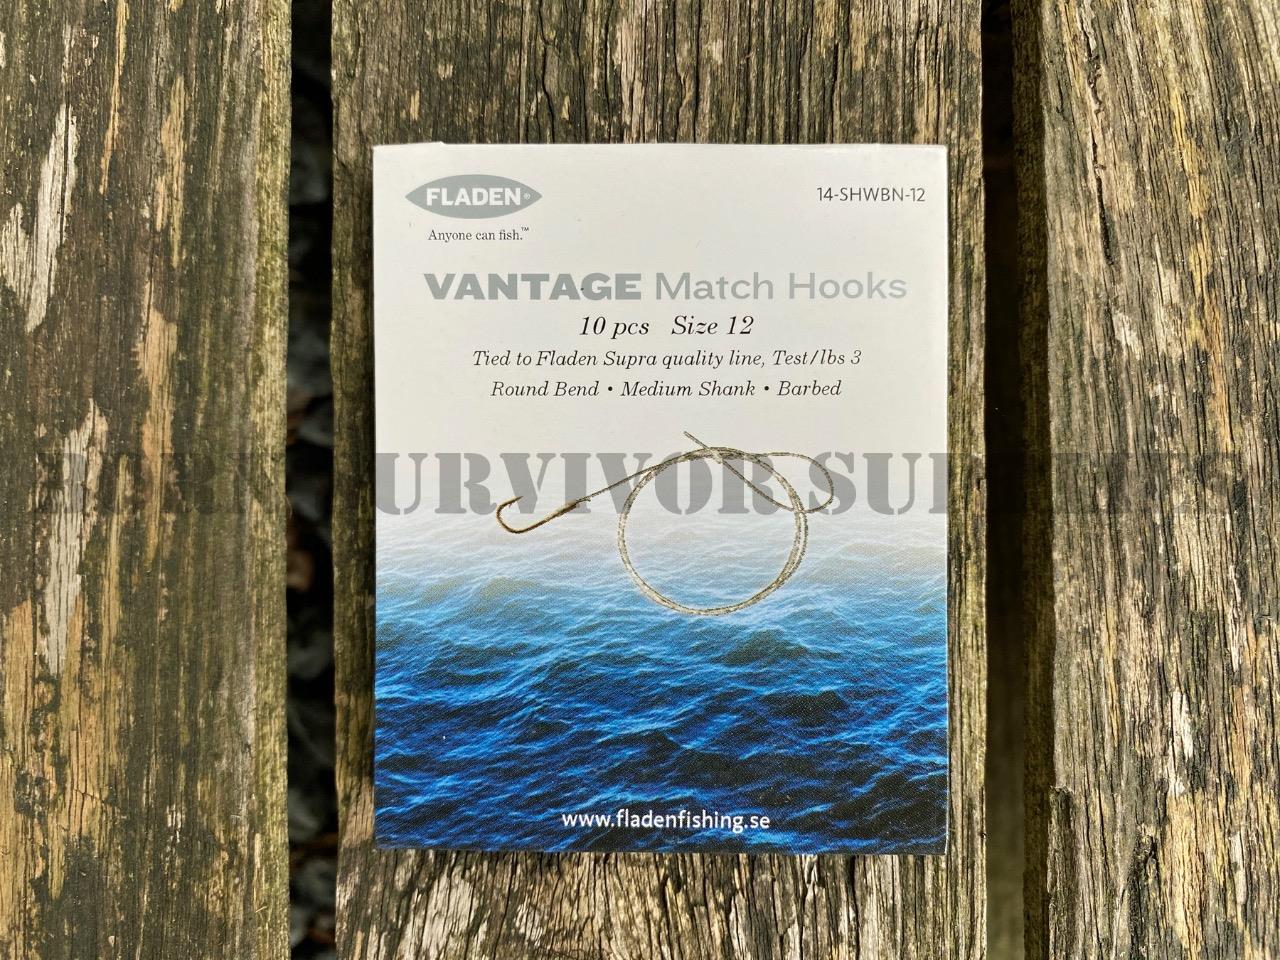 FLADEN®
Anyone can fish.™
14-SHWBN-12
VANTAGE Match Hooks
10 pcs Size 12
Tied to Fladen Supra quality line, Test/lbs 3
Round Bend • Medium Shank • Barbed
SURVIVOR
www.fladenfishing.se